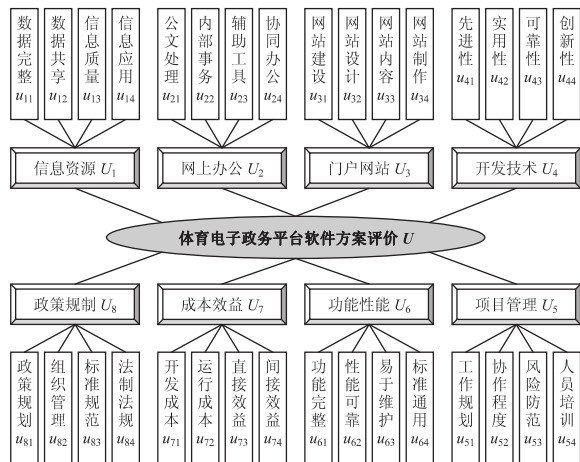 数据完整 u11
数据共享 u12
信息质量 u13
信息应用 u14
公文处理 u21
内部事务 u22
辅助工具 u23
协同办公 u24
网站建设 u31
网站设计 u32
网站内容 u33
网站制作 u34
先进性 u41
实用性 u42
可靠性 u43
创新性 u44
信息资源 U1
网上办公 U2
门户网站 U3
开发技术 U4
体育电子政务平台软件方案评价 U
政策规制 U8
成本效益 U7
功能性能 U6
项目管理 U5
政策规划 u81
组织管理 u82
标准规范 u83
法制法规 u84
开发成本 u71
运行成本 u72
直接效益 u73
间接效益 u74
功能完整 u61
性能可靠 u62
易于维护 u63
标准通用 u64
工作规划 u51
协作程度 u52
风险防范 u53
人员培训 u54